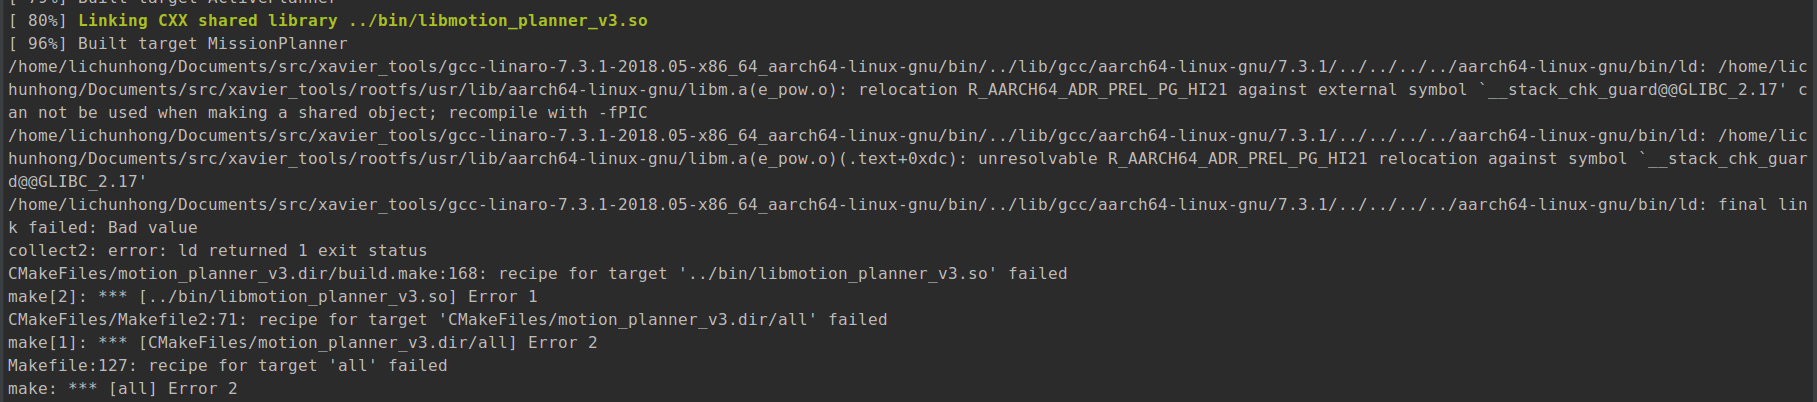 [ 79%] Built target ActivePlanner
[ 80%] Linking CXX shared library ../bin/libmotion_planner_v3.so
[ 96%] Built target MissionPlanner
/home/lichunhong/Documents/src/xavier_tools/gcc-linaro-7.3.1-2018.05-x86_64_aarch64-linux-gnu/bin/../lib/gcc/aarch64-linux-gnu/7.3.1/../../../../aarch64-linux-gnu/bin/ld: /home/lic
hunhong/Documents/src/xavier_tools/rootfs/usr/lib/aarch64-linux-gnu/libm.a(e_pow.o): relocation R_AARCH64_ADR_PREL_PG_HI21 against external symbol `__stack_chk_guard@@GLIBC_2.17' c
an not be used when making a shared object; recompile with -fPIC
/home/lichunhong/Documents/src/xavier_tools/gcc-linaro-7.3.1-2018.05-x86_64_aarch64-linux-gnu/bin/../lib/gcc/aarch64-linux-gnu/7.3.1/../../../../aarch64-linux-gnu/bin/ld: /home/lic
hunhong/Documents/src/xavier_tools/rootfs/usr/lib/aarch64-linux-gnu/libm.a(e_pow.o)(.text+0xdc): unresolvable R_AARCH64_ADR_PREL_PG_HI21 relocation against symbol `__stack_chk_guar
d@@GLIBC_2.17'
/home/lichunhong/Documents/src/xavier_tools/gcc-linaro-7.3.1-2018.05-x86_64_aarch64-linux-gnu/bin/../lib/gcc/aarch64-linux-gnu/7.3.1/../../../../aarch64-linux-gnu/bin/ld: final lin
k failed: Bad value
collect2: error: ld returned 1 exit status
CMakeFiles/motion_planner_v3.dir/build.make:168: recipe for target '../bin/libmotion_planner_v3.so' failed
make[2]: *** [../bin/libmotion_planner_v3.so] Error 1
CMakeFiles/Makefile2:71: recipe for target 'CMakeFiles/motion_planner_v3.dir/all' failed
make[1]: *** [CMakeFiles/motion_planner_v3.dir/all] Error 2
Makefile:127: recipe for target 'all' failed
make: *** [all] Error 2